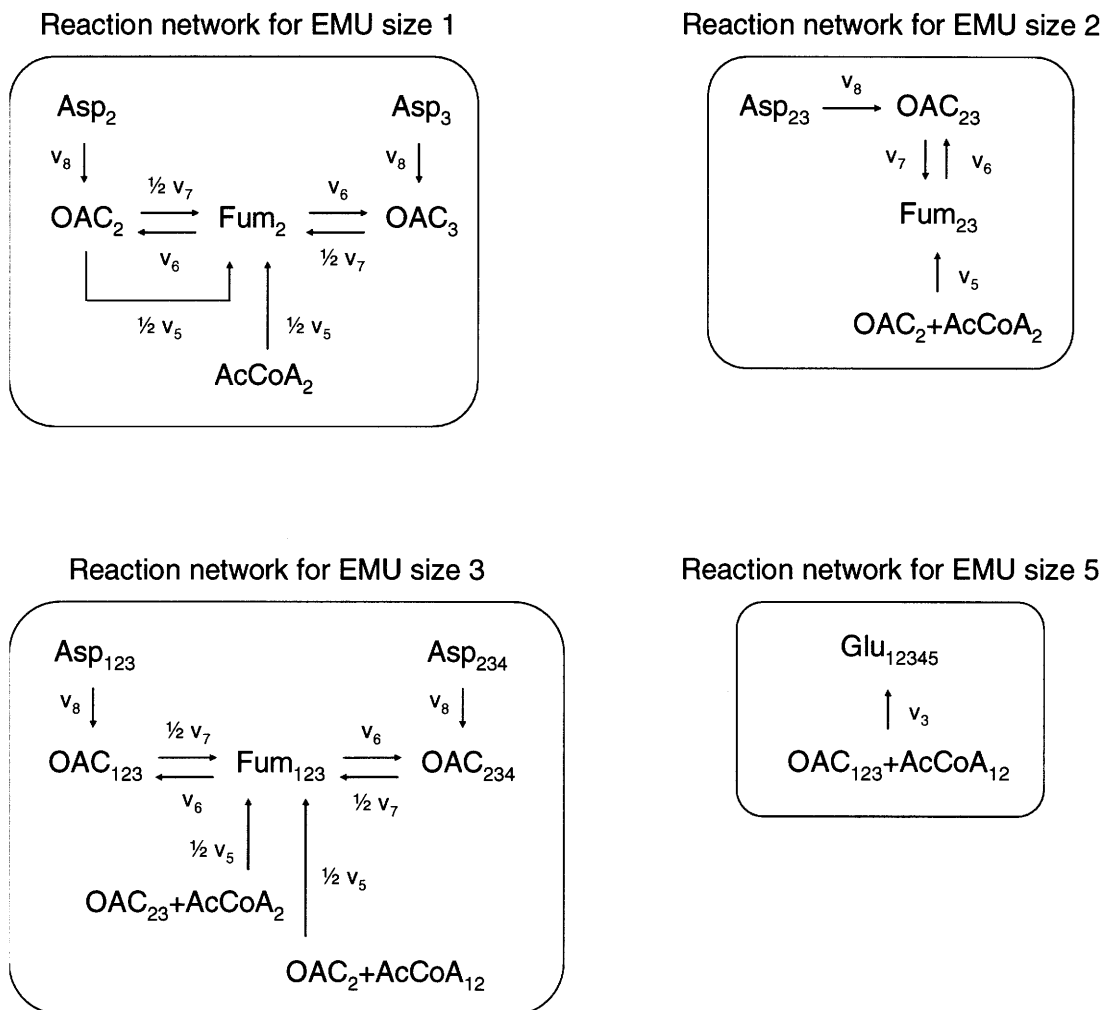 Reaction network for EMU size 1
Asp₂ Asp₃
v₈ v₈
½ v₇ v₆
OAC₂ Fum₂ OAC₃
v₆ ½ v₇
½ v₅ ½ v₅
AcCoA₂
Reaction network for EMU size 2
v₈
Asp₂₃ OAC₂₃
v₇ v₆
Fum₂₃
v₅
OAC₂+AcCoA₂
Reaction network for EMU size 3
Asp₁₂₃ Asp₂₃₄
v₈ v₈
½ v₇ v₆
OAC₁₂₃ Fum₁₂₃ OAC₂₃₄
v₆ ½ v₇
½ v₅
½ v₅
OAC₂₃+AcCoA₂
OAC₂+AcCoA₁₂
Reaction network for EMU size 5
Glu₁₂₃₄₅
v₃
OAC₁₂₃+AcCoA₁₂